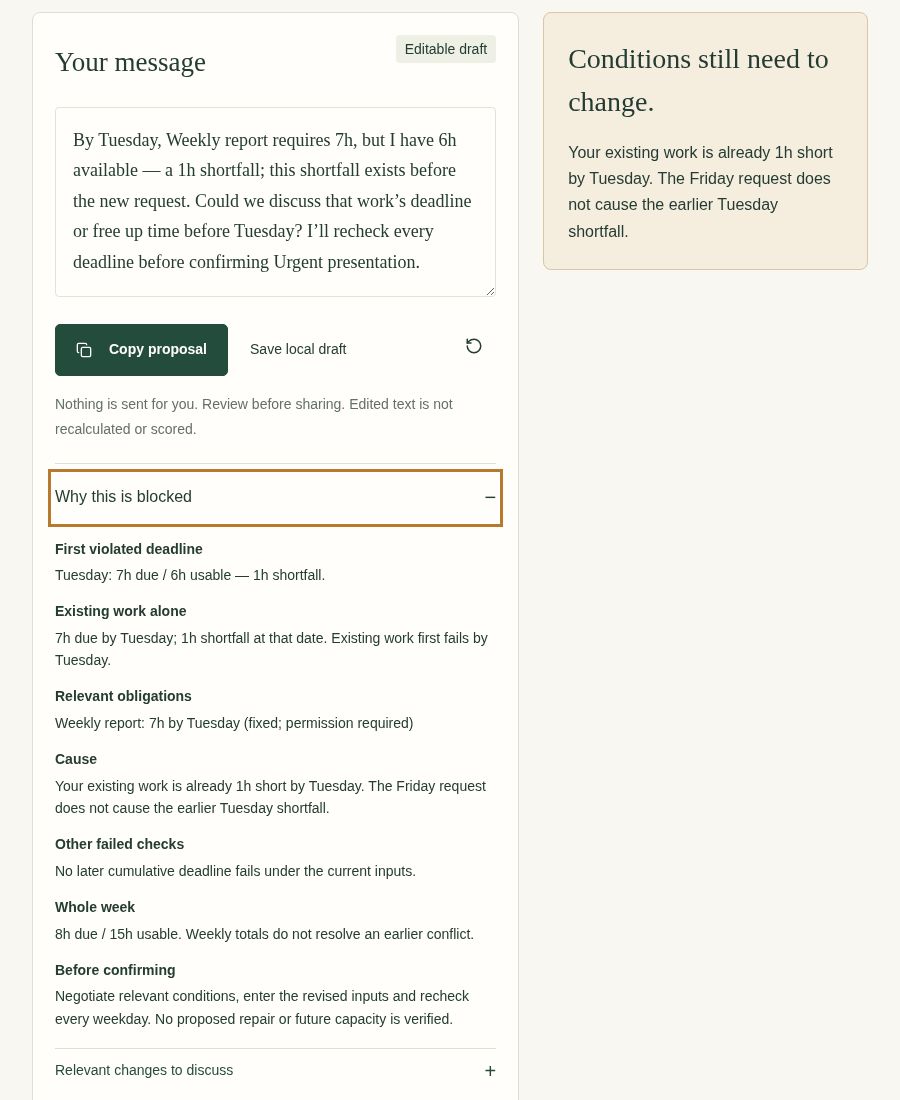 Your message
Editable draft
By Tuesday, Weekly report requires 7h, but I have 6h
available — a 1h shortfall; this shortfall exists before
the new request. Could we discuss that work’s deadline
or free up time before Tuesday? I’ll recheck every
deadline before confirming Urgent presentation.
Copy proposal
Save local draft
Nothing is sent for you. Review before sharing. Edited text is not
recalculated or scored.
Why this is blocked
First violated deadline
Tuesday: 7h due / 6h usable — 1h shortfall.
Existing work alone
7h due by Tuesday; 1h shortfall at that date. Existing work first fails by
Tuesday.
Relevant obligations
Weekly report: 7h by Tuesday (fixed; permission required)
Cause
Your existing work is already 1h short by Tuesday. The Friday request
does not cause the earlier Tuesday shortfall.
Other failed checks
No later cumulative deadline fails under the current inputs.
Whole week
8h due / 15h usable. Weekly totals do not resolve an earlier conflict.
Before confirming
Negotiate relevant conditions, enter the revised inputs and recheck
every weekday. No proposed repair or future capacity is verified.
Relevant changes to discuss
Conditions still need to
change.
Your existing work is already 1h short
by Tuesday. The Friday request does
not cause the earlier Tuesday
shortfall.